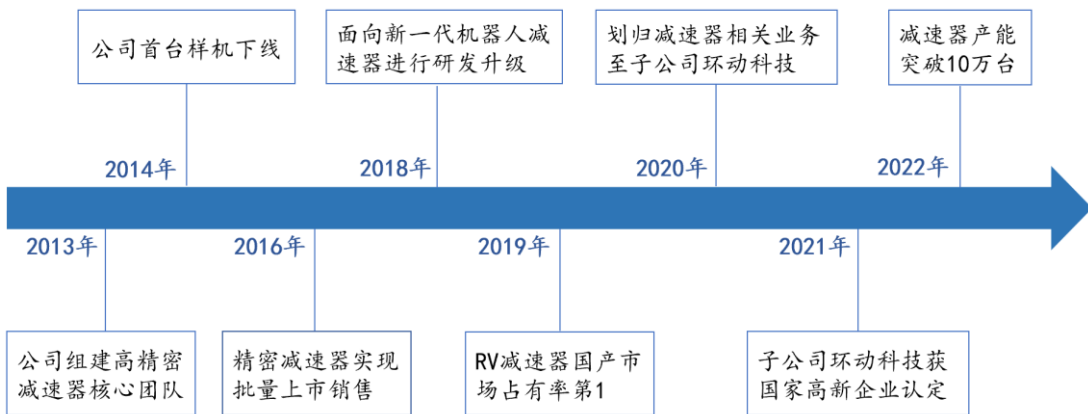 公司首台样机下线
面向新一代机器人减
速器进行研发升级
划归减速器相关业务
至子公司环动科技
减速器产能
突破10万台
2014年
2018年
2020年
2022年
2013年
2016年
2019年
2021年
公司组建高精密
减速器核心团队
精密减速器实现
批量上市销售
RV减速器国产市
场占有率第1
子公司环动科技获
国家高新企业认定